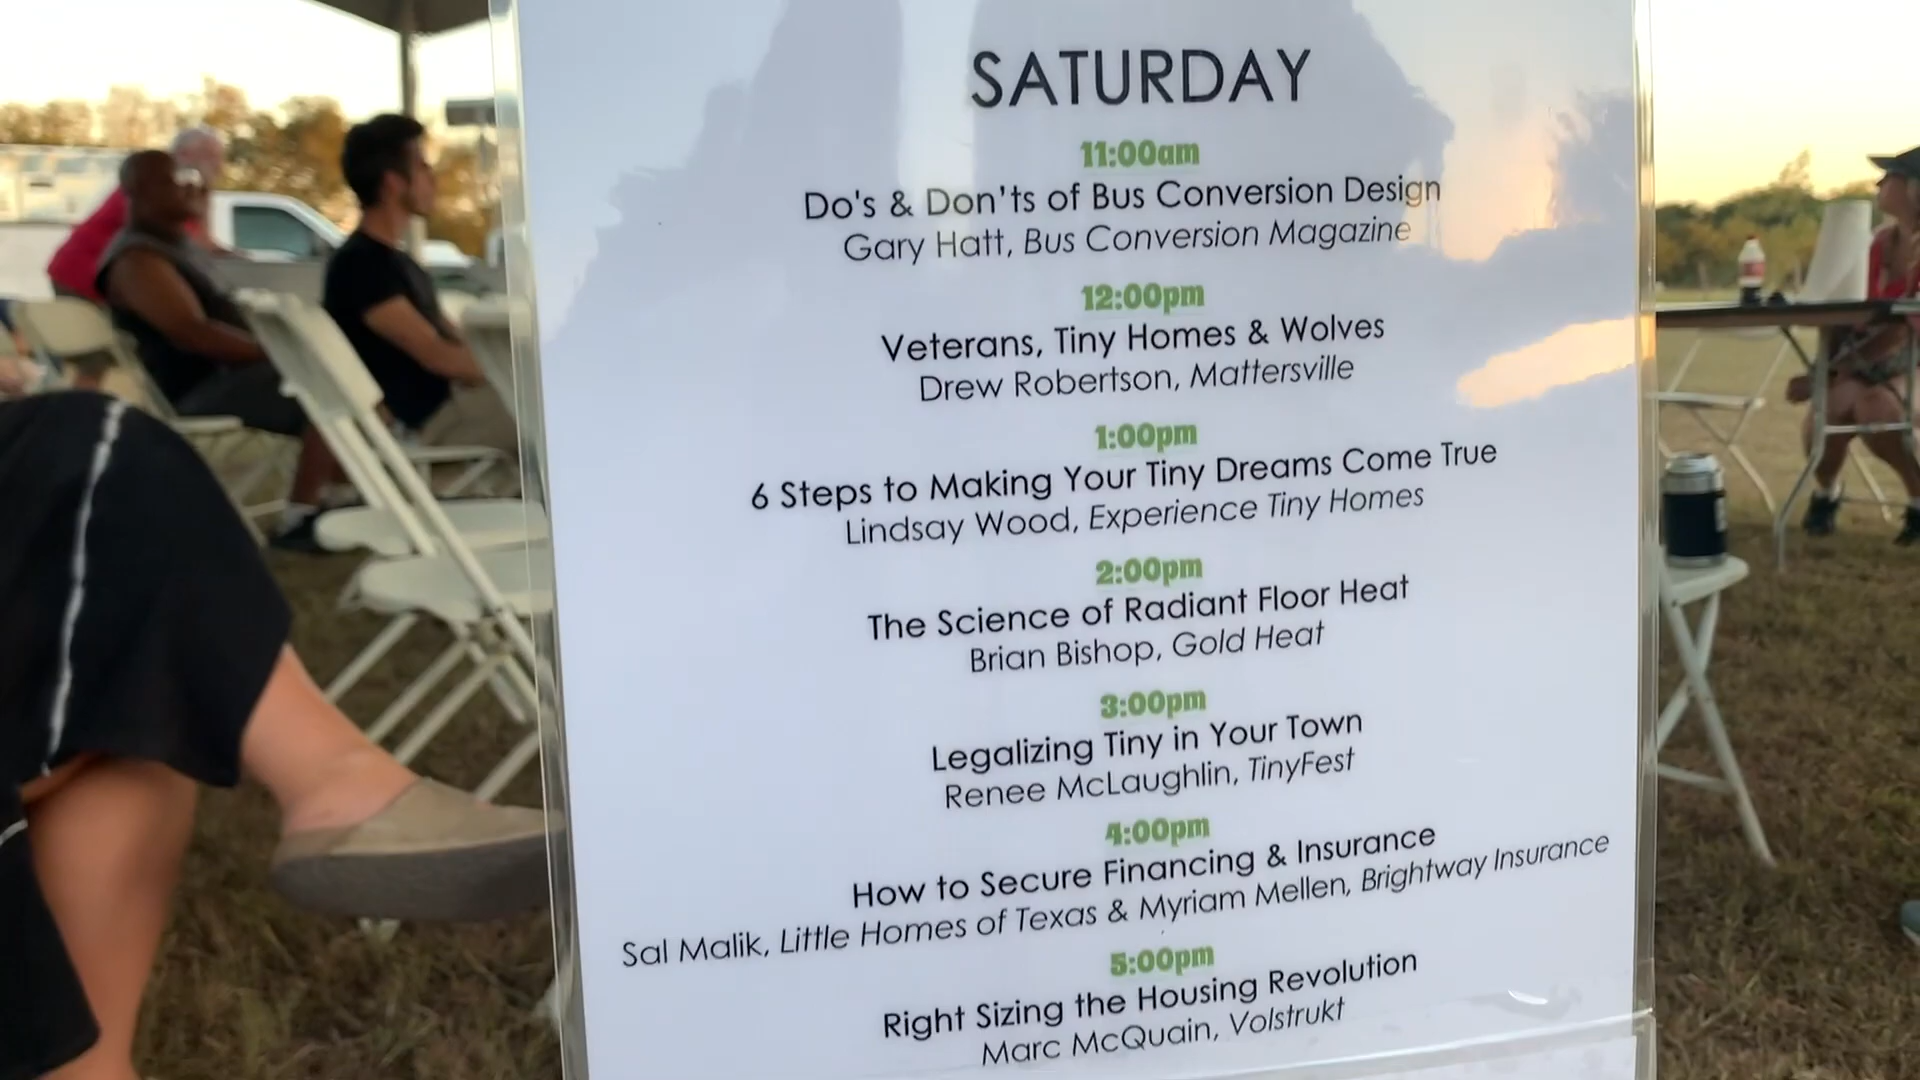 SATURDAY
11:00am
Do's & Don'ts of Bus Conversion Design
Gary Hatt, Bus Conversion Magazine
12:00pm
Veterans, Tiny Homes & Wolves
Drew Robertson, Mattersville
1:00pm
6 Steps to Making Your Tiny Dreams Come True
Lindsay Wood, Experience Tiny Homes
2:00pm
The Science of Radiant Floor Heat
Brian Bishop, Gold Heat
3:00pm
Legalizing Tiny in Your Town
Renee McLaughlin, TinyFest
4:00pm
How to Secure Financing & Insurance
Sal Malik, Little Homes of Texas & Myriam Mellen, Brightway Insurance
5:00pm
Right Sizing the Housing Revolution
Marc McQuain, Volstrukt